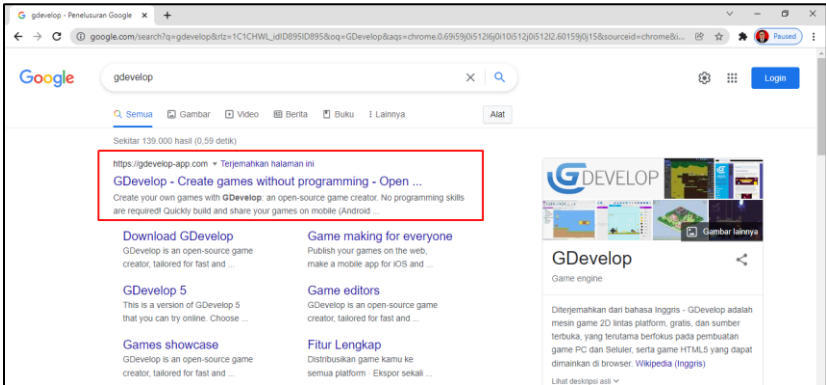 gdevelop - Penelusuran Google
google.com/search?q=gdevelop&rlz=1C1CHWL_idID895ID895&oq=GDevelop&aqs=chrome.0.69i59j0i512l6j0i10i512j0i512l2.60159j0j15&sourceid=chrome&i...
Paused
Google
gdevelop
Login
Semua Gambar Video Berita Buku Lainnya Alat
Sekitar 139.000 hasil (0,59 detik)
https://gdevelop-app.com Terjemahkan halaman ini
GDevelop - Create games without programming - Open ...
Create your own games with GDevelop: an open-source game creator. No programming skills
are required! Quickly build and share your games on mobile (Android ...
Download GDevelop
GDevelop is an open-source game
creator, tailored for fast and ...
Game making for everyone
Publish your games on the web,
make a mobile app for iOS and ...
GDevelop 5
This is a version of GDevelop 5
that you can try online. Choose ...
Game editors
GDevelop is an open-source game
creator, tailored for fast and ...
Games showcase
GDevelop is an open-source game
creator, tailored for fast and ...
Fitur Lengkap
Distribusikan game kamu ke
semua platform · Ekspor sekali ...
GDEVELOP
Gambar lainnya
GDevelop
Game engine
Diterjemahkan dari bahasa Inggris - GDevelop adalah
mesin game 2D lintas platform, gratis, dan sumber
terbuka, yang terutama berfokus pada pembuatan
game PC dan Seluler, serta game HTML5 yang dapat
dimainkan di browser. Wikipedia (Inggris)
Lihat deskripsi asli